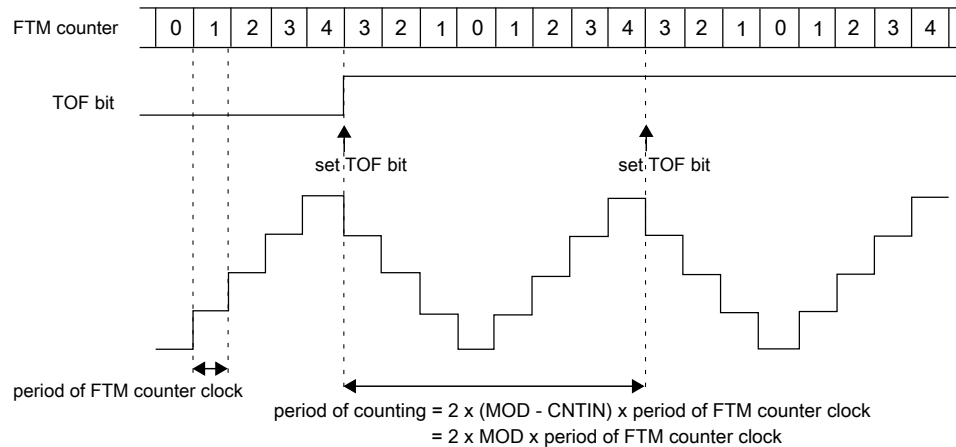 FTM counter 0 1 2 3 4 3 2 1 0 1 2 3 4 3 2 1 0 1 2 3 4
TOF bit
set TOF bit set TOF bit
period of FTM counter clock
period of counting = 2 x (MOD - CNTIN) x period of FTM counter clock
= 2 x MOD x period of FTM counter clock